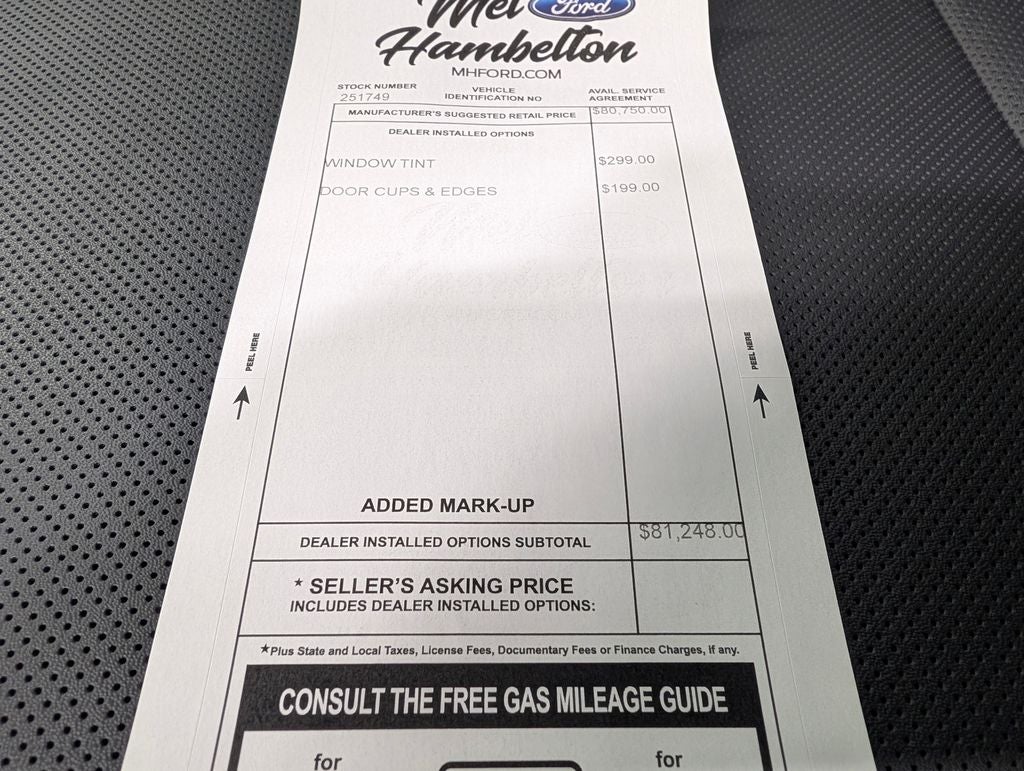 Mel Ford
Hambelton
MHFORD.COM
STOCK NUMBER
251749
VEHICLE
IDENTIFICATION NO
AVAIL. SERVICE
AGREEMENT
MANUFACTURER'S SUGGESTED RETAIL PRICE $80,750.00
DEALER INSTALLED OPTIONS
WINDOW TINT $299.00
DOOR CUPS & EDGES $199.00
PEEL HERE
PEEL HERE
ADDED MARK-UP
DEALER INSTALLED OPTIONS SUBTOTAL $81,248.00
* SELLER'S ASKING PRICE
INCLUDES DEALER INSTALLED OPTIONS:
*Plus State and Local Taxes, License Fees, Documentary Fees or Finance Charges, if any.
CONSULT THE FREE GAS MILEAGE GUIDE
for
for